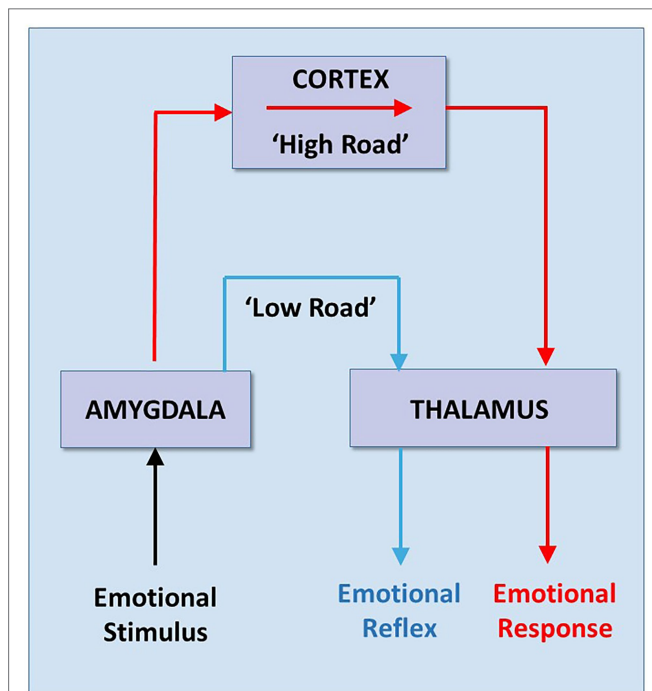 CORTEX
‘High Road’
‘Low Road’
AMYGDALA
THALAMUS
Emotional
Stimulus
Emotional
Reflex
Emotional
Response